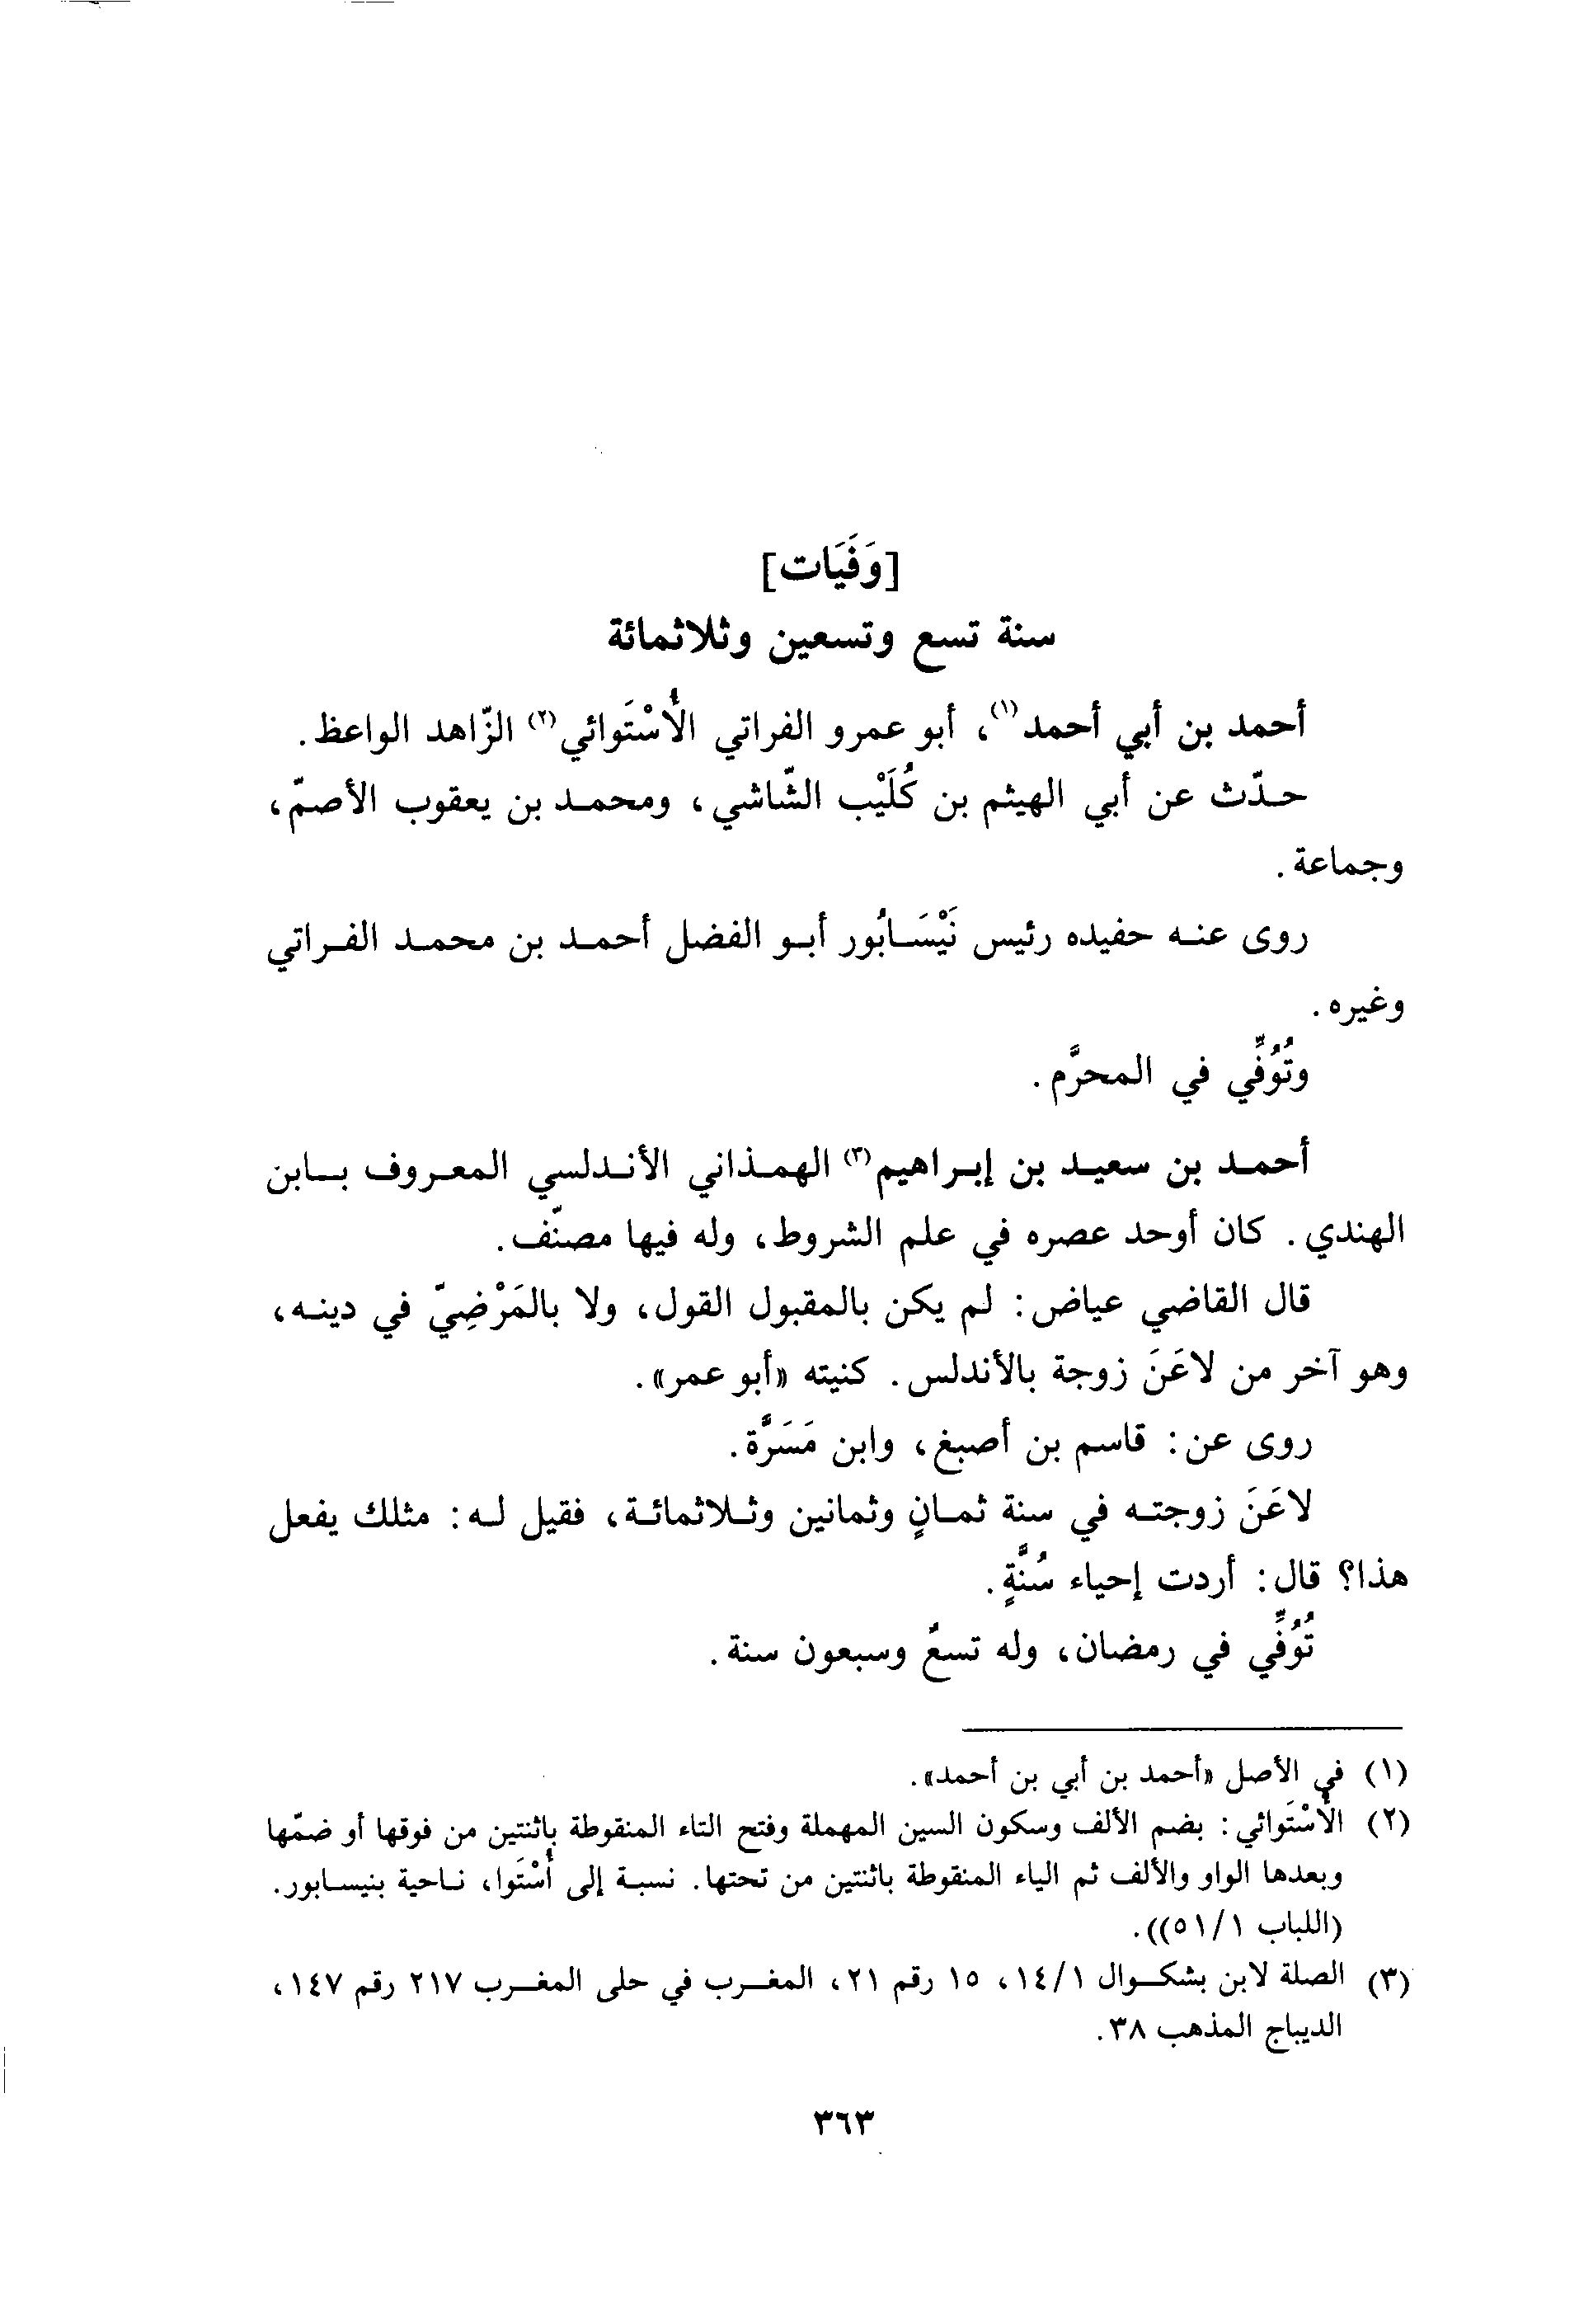 [وَفَيَات]
سنة تسع وتسعين وثلاثمائة
أحمد بن أبي أحمد(١)، أبو عمرو الفراتي الأُسْتَوائي(٢) الزّاهد الواعظ.
حدّث عن أبي الهيثم بن كُلَيْب الشّاشي، ومحمد بن يعقوب الأصمّ،
وجماعة.
روى عنه حفيده رئيس نَيْسَابُور أبو الفضل أحمد بن محمد الفراتي
وغيره.
وتُوُفِّي في المحرَّم.
أحمد بن سعيد بن إبراهيم(٣) الهمذاني الأندلسي المعروف بابن
الهندي. كان أوحد عصره في علم الشروط، وله فيها مصنّف.
قال القاضي عياض: لم يكن بالمقبول القول، ولا بالمَرْضِيّ في دينه،
وهو آخر من لاعَنَ زوجة بالأندلس. كنيته «أبو عمر».
روى عن: قاسم بن أصبغ، وابن مَسَرَّة.
لاعَنَ زوجته في سنة ثمانٍ وثمانين وثلاثمائة، فقيل له: مثلك يفعل
هذا؟ قال: أردت إحياء سُنَّةٍ.
تُوُفِّي في رمضان، وله تسعٌ وسبعون سنة.
(١) في الأصل «أحمد بن أبي بن أحمد».
(٢) الأُسْتَوائي: بضم الألف وسكون السين المهملة وفتح التاء المنقوطة باثنتين من فوقها أو ضمّها
وبعدها الواو والألف ثم الياء المنقوطة باثنتين من تحتها. نسبة إلى أُسْتَوا، ناحية بنيسابور.
(اللباب ٥١/١)).
(٣) الصلة لابن بشكوال ١٤/١، ١٥ رقم ٢١، المغرب في حلى المغرب ٢١٧ رقم ١٤٧،
الديباج المذهب ٣٨.
٣٦٣